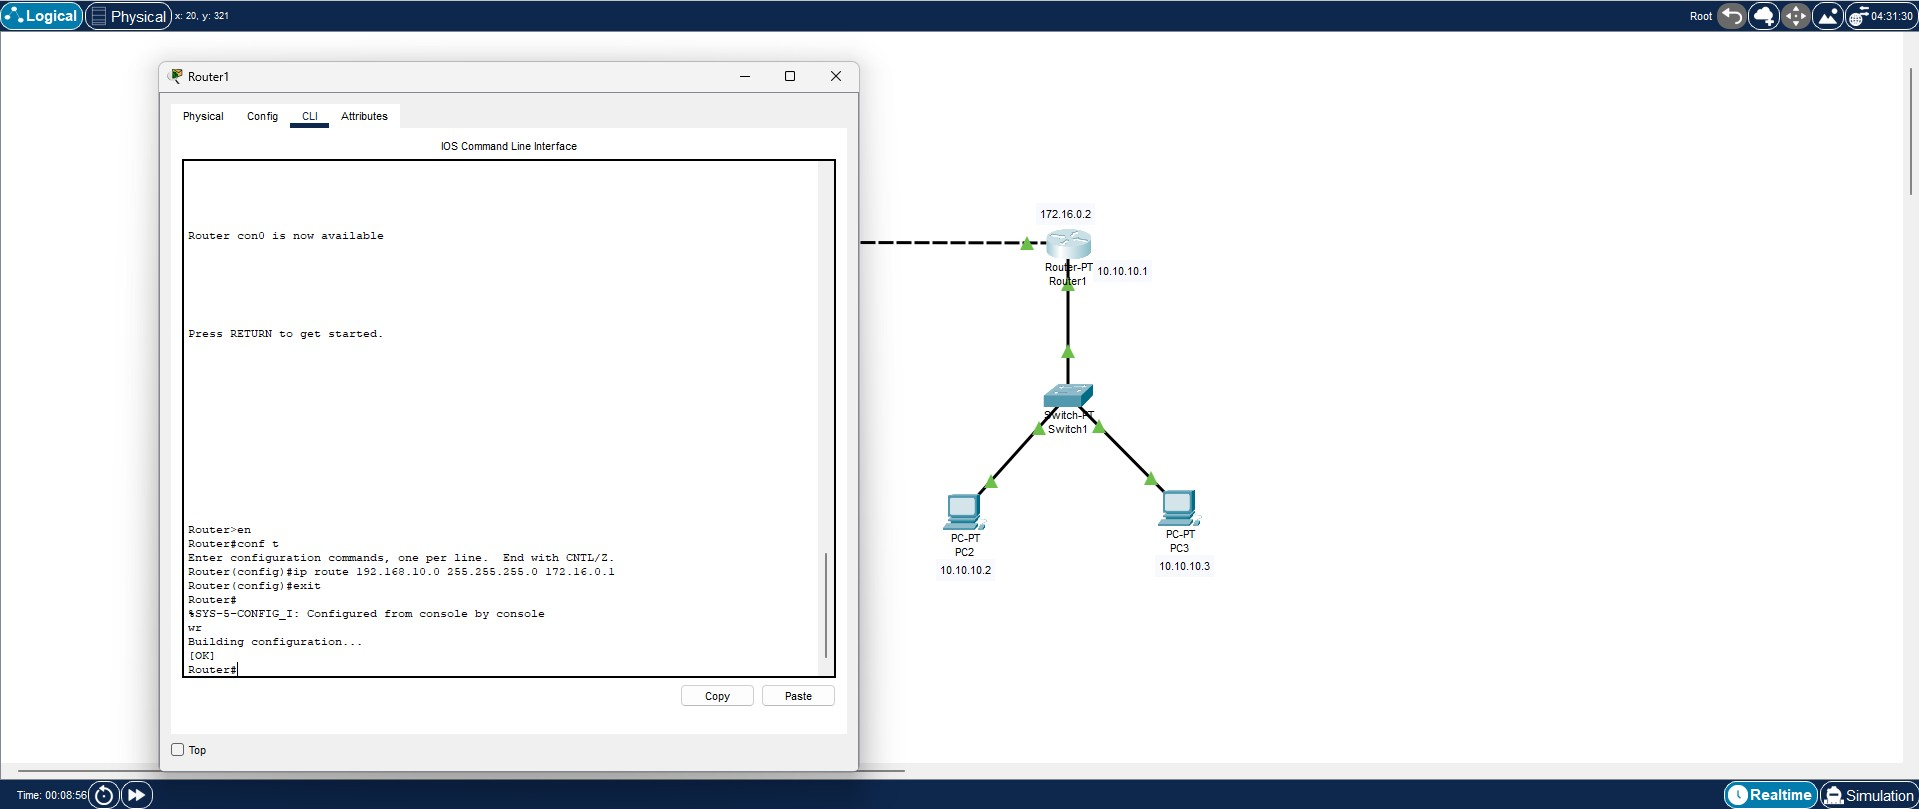 Logical
Physical
x: 20, y: 321
Root
04:31:30
Router1
Physical
Config
CLI
Attributes
IOS Command Line Interface
Router con0 is now available
Press RETURN to get started.
Router>en
Router#conf t
Enter configuration commands, one per line.  End with CNTL/Z.
Router(config)#ip route 192.168.10.0 255.255.255.0 172.16.0.1
Router(config)#exit
Router#
%SYS-5-CONFIG_I: Configured from console by console
wr
Building configuration...
[OK]
Router#
Copy
Paste
Top
172.16.0.2
Router-PT
Router1
10.10.10.1
Switch-PT
Switch1
PC-PT
PC2
10.10.10.2
PC-PT
PC3
10.10.10.3
Time: 00:08:56
Realtime
Simulation